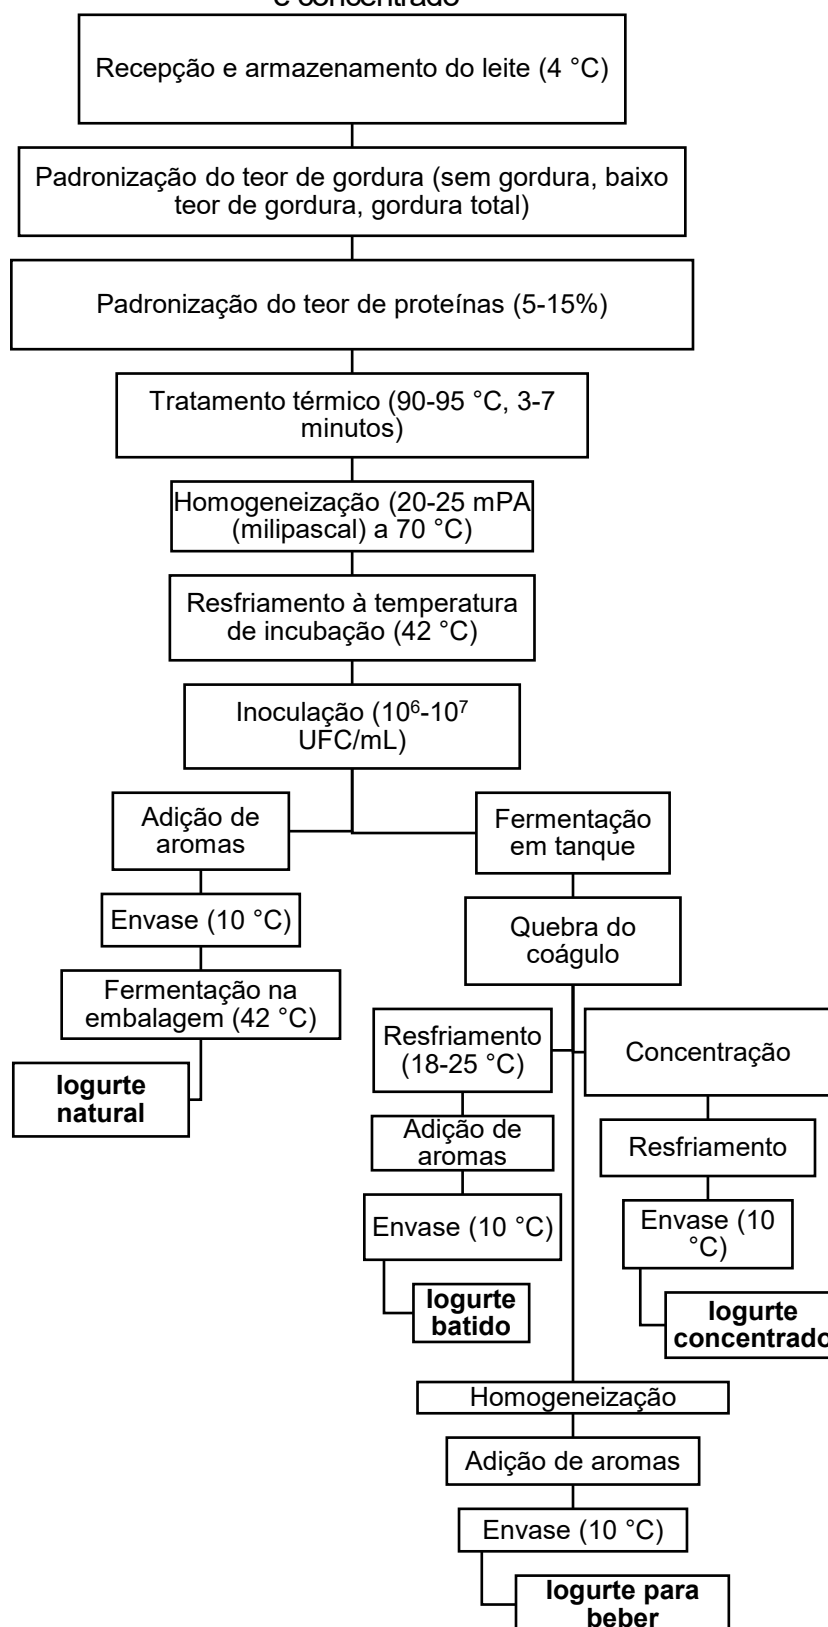 e concentrado
Recepção e armazenamento do leite (4 °C)
Padronização do teor de gordura (sem gordura, baixo
teor de gordura, gordura total)
Padronização do teor de proteínas (5-15%)
Tratamento térmico (90-95 °C, 3-7
minutos)
Homogeneização (20-25 mPA
(milipascal) a 70 °C)
Resfriamento à temperatura
de incubação (42 °C)
Inoculação (10⁶-10⁷
UFC/mL)
Adição de
aromas
Envase (10 °C)
Fermentação na
embalagem (42 °C)
Iogurte
natural
Fermentação
em tanque
Quebra do
coágulo
Resfriamento
(18-25 °C)
Adição de
aromas
Envase (10 °C)
Iogurte
batido
Concentração
Resfriamento
Envase (10
°C)
Iogurte
concentrado
Homogeneização
Adição de aromas
Envase (10 °C)
Iogurte para
beber